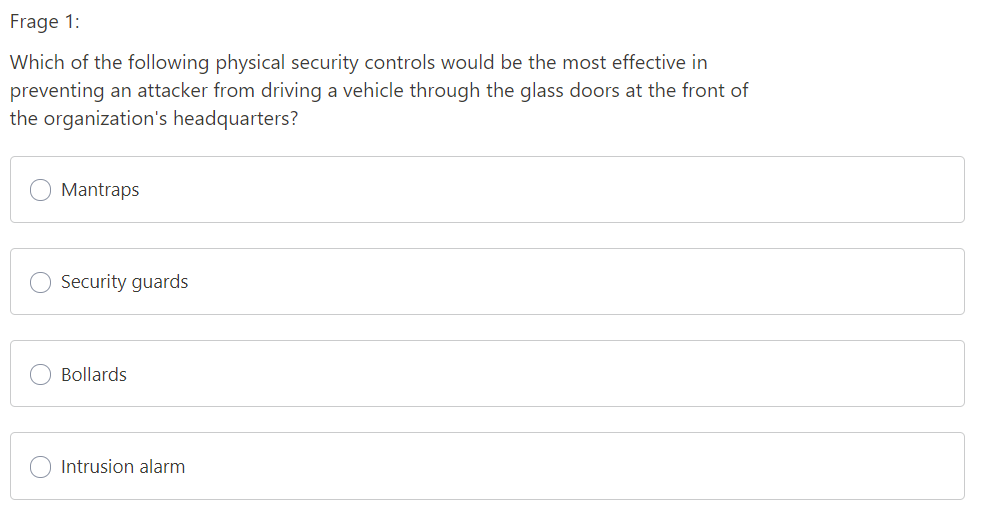 Frage 1:
Which of the following physical security controls would be the most effective in
preventing an attacker from driving a vehicle through the glass doors at the front of
the organization's headquarters?
Mantraps
Security guards
Bollards
Intrusion alarm